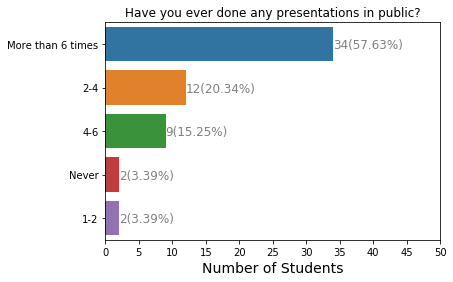 Have you ever done any presentations in public?
More than 6 times 34(57.63%)
2-4 12(20.34%)
4-6 9(15.25%)
Never 2(3.39%)
1-2 2(3.39%)
0 5 10 15 20 25 30 35 40 45 50
Number of Students